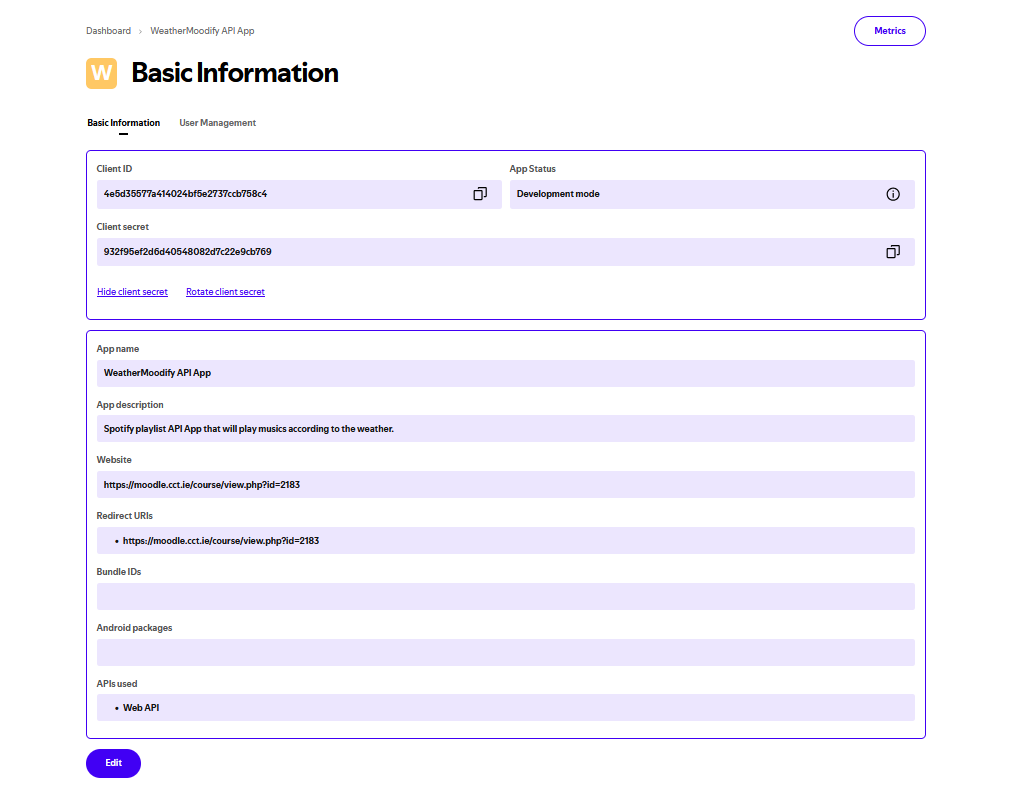 Dashboard › WeatherMoodify API App
Metrics
W
Basic Information
Basic Information User Management
Client ID App Status
4e5d35577a414024bf5e2737ccb758c4 Development mode
Client secret
932f95ef2d6d40548082d7c22e9cb769
Hide client secret Rotate client secret
App name
WeatherMoodify API App
App description
Spotify playlist API App that will play musics according to the weather.
Website
https://moodle.cct.ie/course/view.php?id=2183
Redirect URIs
• https://moodle.cct.ie/course/view.php?id=2183
Bundle IDs
Android packages
APIs used
• Web API
Edit